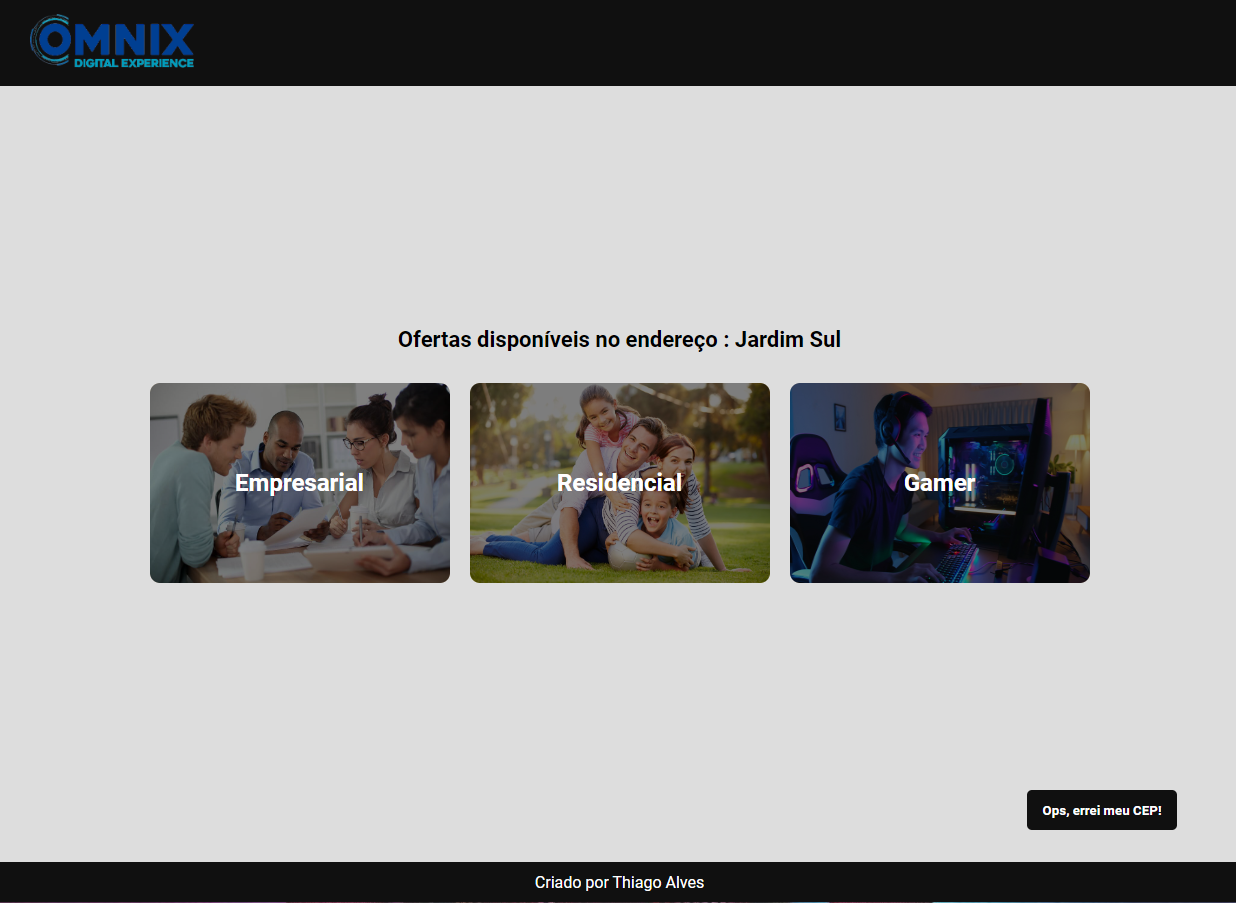 OMNIX
DIGITAL EXPERIENCE
Ofertas disponíveis no endereço : Jardim Sul
Empresarial
Residencial
Gamer
Ops, errei meu CEP!
Criado por Thiago Alves